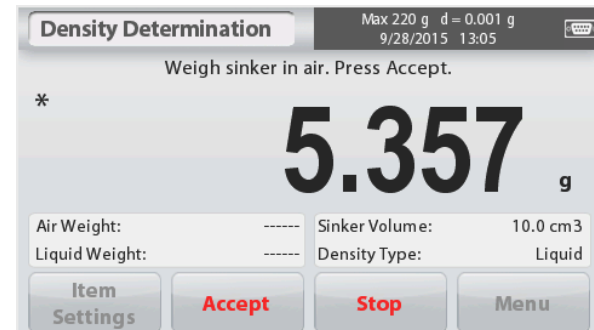 Density Determination
Max 220 g d = 0.001 g
9/28/2015 13:05
Weigh sinker in air. Press Accept.
*
5.357 g
Air Weight: ------ Sinker Volume: 10.0 cm3
Liquid Weight: ------ Density Type: Liquid
Item Settings Accept Stop Menu